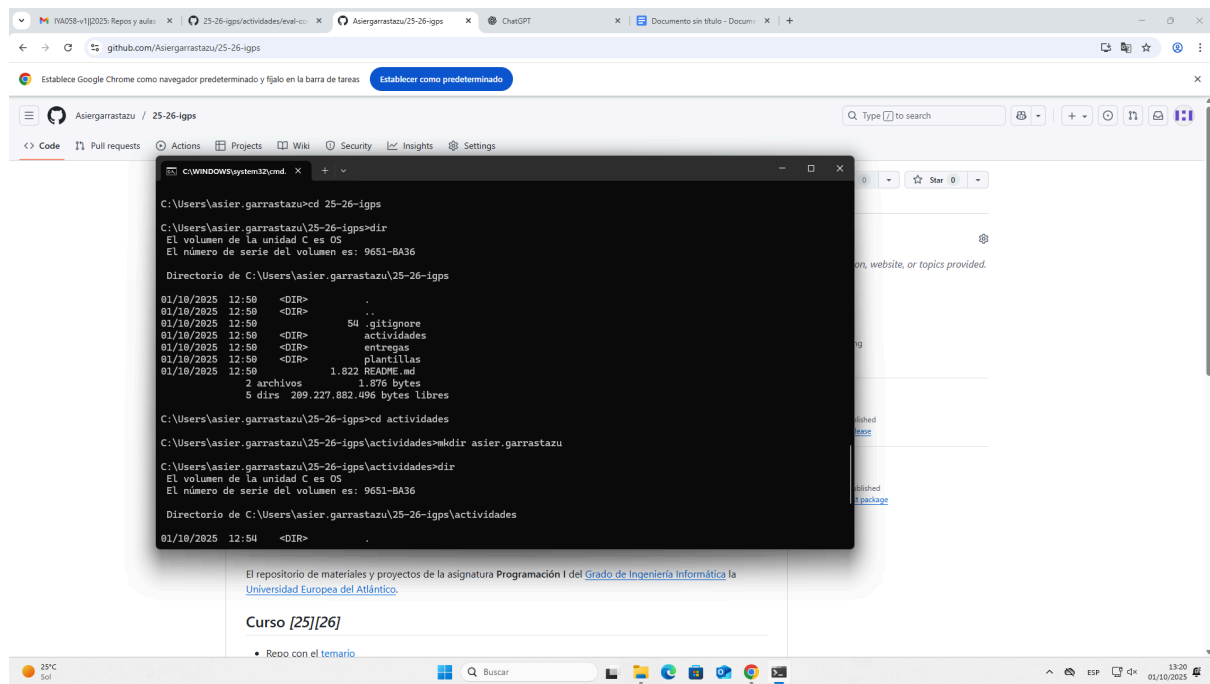 IYA058-v1||2025: Repos y aulas
25-26-igps/actividades/eval-co
Asiergarrastazu/25-26-igps
ChatGPT
Documento sin título - Docume
github.com/Asiergarrastazu/25-26-igps
Establece Google Chrome como navegador predeterminado y fíjalo en la barra de tareas
Establecer como predeterminado
Asiergarrastazu / 25-26-igps
Type / to search
<> Code Pull requests Actions Projects Wiki Security Insights Settings
C:\WINDOWS\system32\cmd.
0 Star 0
C:\Users\asier.garrastazu>cd 25-26-igps
C:\Users\asier.garrastazu\25-26-igps>dir
El volumen de la unidad C es OS
El número de serie del volumen es: 9651-BA36
on, website, or topics provided.
Directorio de C:\Users\asier.garrastazu\25-26-igps
01/10/2025 12:50 <DIR> .
01/10/2025 12:50 <DIR> ..
01/10/2025 12:50 54 .gitignore
01/10/2025 12:50 <DIR> actividades
01/10/2025 12:50 <DIR> entregas
ng
01/10/2025 12:50 <DIR> plantillas
01/10/2025 12:50 1.822 README.md
2 archivos 1.876 bytes
5 dirs 209.227.882.496 bytes libres
C:\Users\asier.garrastazu\25-26-igps>cd actividades
lished
lease
C:\Users\asier.garrastazu\25-26-igps\actividades>mkdir asier.garrastazu
C:\Users\asier.garrastazu\25-26-igps\actividades>dir
El volumen de la unidad C es OS
El número de serie del volumen es: 9651-BA36
blished
t package
Directorio de C:\Users\asier.garrastazu\25-26-igps\actividades
01/10/2025 12:54 <DIR> .
El repositorio de materiales y proyectos de la asignatura Programación I del Grado de Ingeniería Informática la
Universidad Europea del Atlántico.
Curso [25][26]
Repo con el temario
25°C
Sol
Buscar
ESP
13:20
01/10/2025